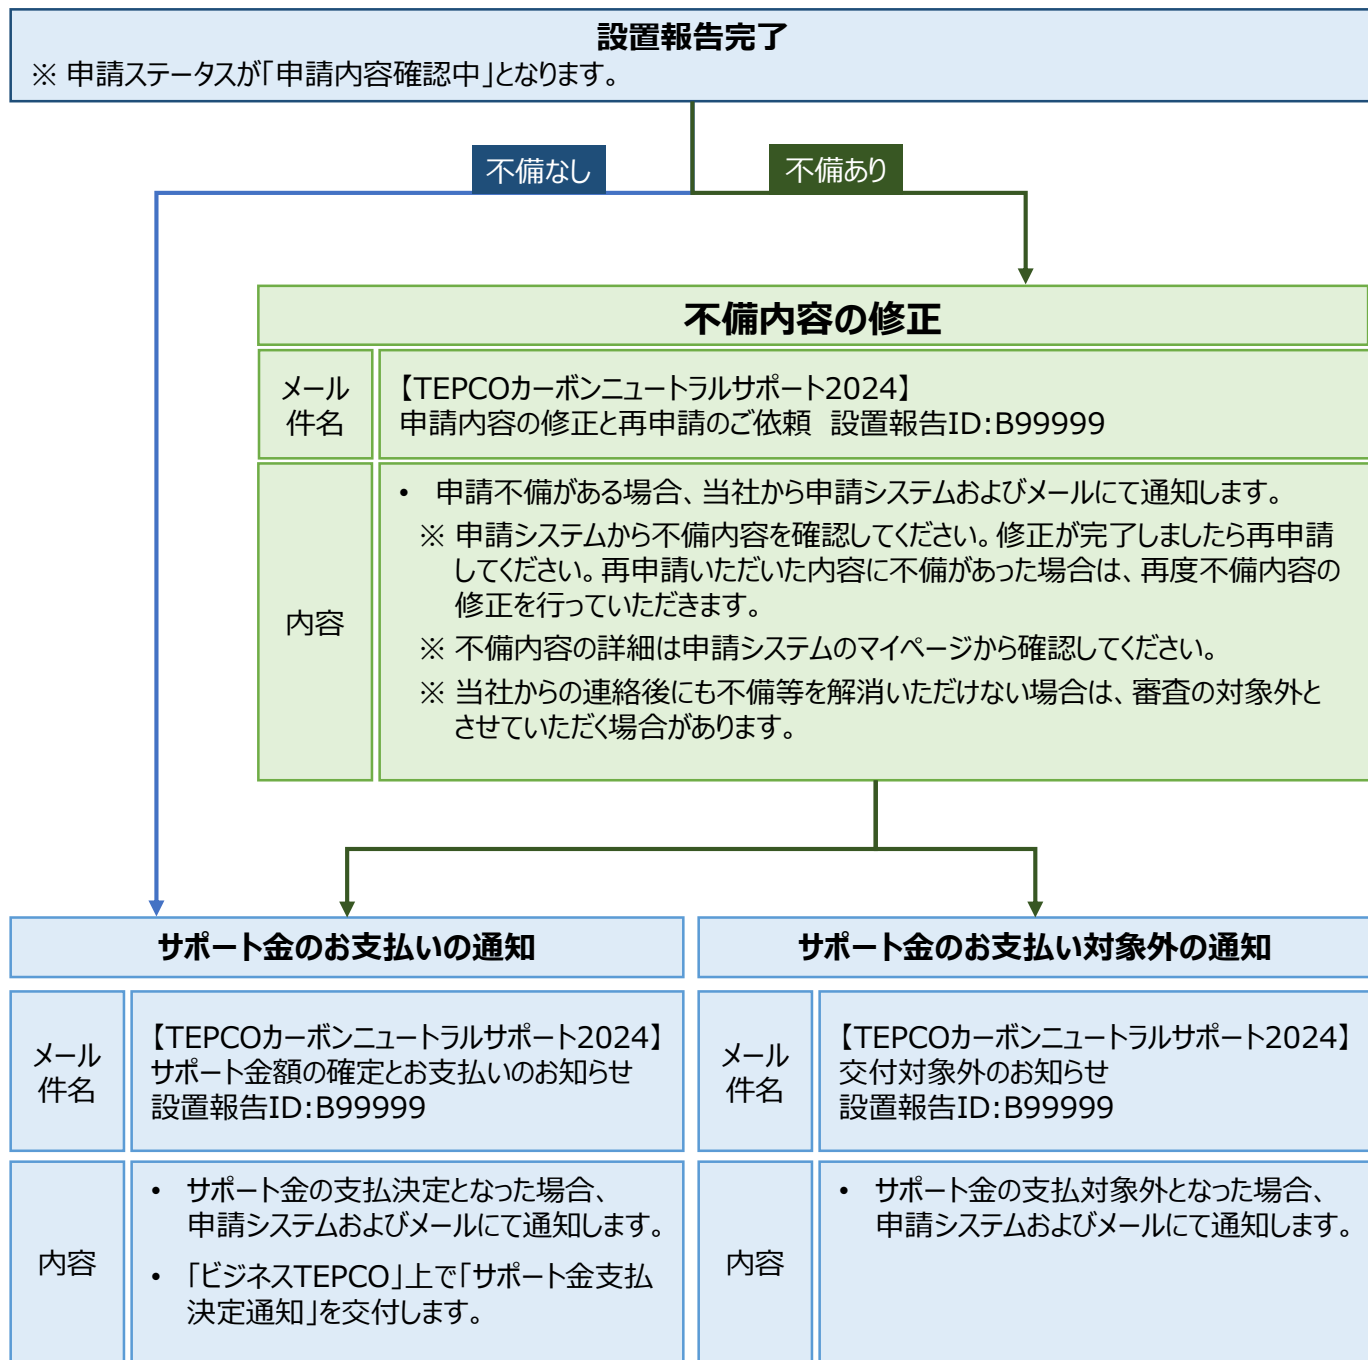 設置報告完了
※ 申請ステータスが「申請内容確認中」となります。
不備なし
不備あり
不備内容の修正
メール
件名
【TEPCOカーボンニュートラルサポート2024】
申請内容の修正と再申請のご依頼 設置報告ID:B99999
内容
• 申請不備がある場合、当社から申請システムおよびメールにて通知します。
※ 申請システムから不備内容を確認してください。修正が完了しましたら再申請
してください。再申請いただいた内容に不備があった場合は、再度不備内容の
修正を行っていただきます。
※ 不備内容の詳細は申請システムのマイページから確認してください。
※ 当社からの連絡後にも不備等を解消いただけない場合は、審査の対象外と
させていただく場合があります。
サポート金のお支払いの通知
メール
件名
【TEPCOカーボンニュートラルサポート2024】
サポート金額の確定とお支払いのお知らせ
設置報告ID:B99999
内容
• サポート金の支払決定となった場合、
申請システムおよびメールにて通知します。
• 「ビジネスTEPCO」上で「サポート金支払
決定通知」を交付します。
サポート金のお支払い対象外の通知
メール
件名
【TEPCOカーボンニュートラルサポート2024】
交付対象外のお知らせ
設置報告ID:B99999
内容
• サポート金の支払対象外となった場合、
申請システムおよびメールにて通知します。